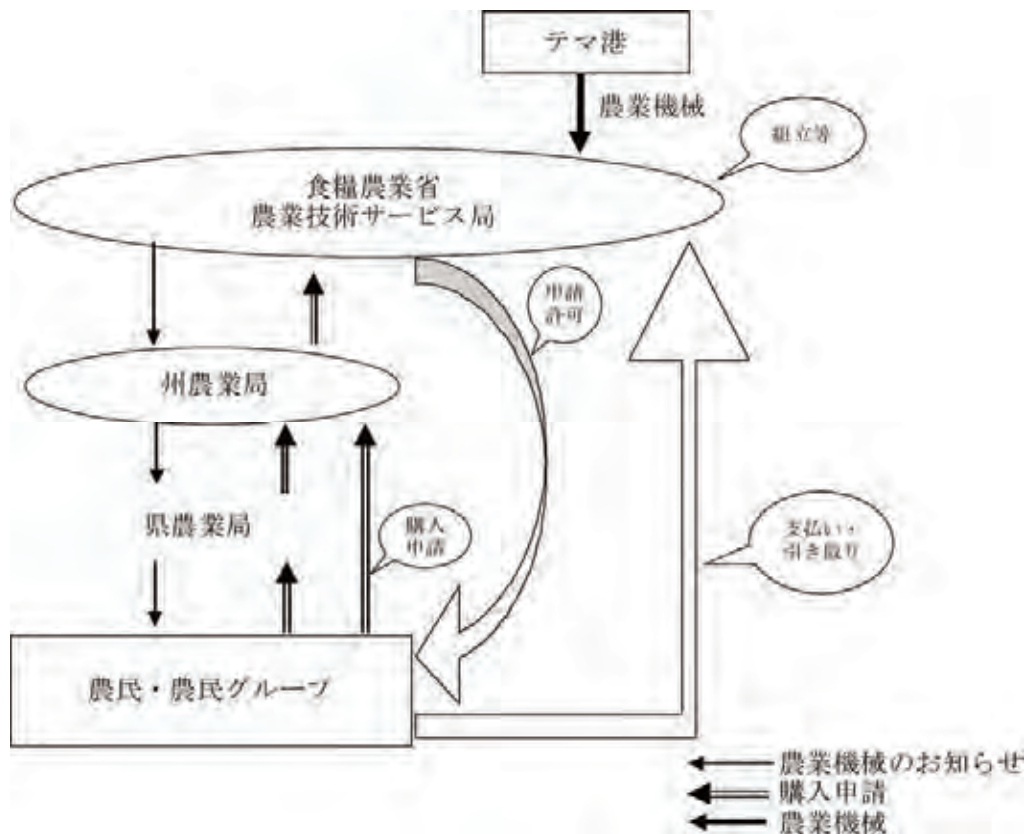 テマ港
農業機械
組立等
食糧農業省
農業技術サービス局
申請
許可
州農業局
県農業局
購入
申請
支払い・
引き取り
農民・農民グループ
農業機械のお知らせ
購入申請
農業機械